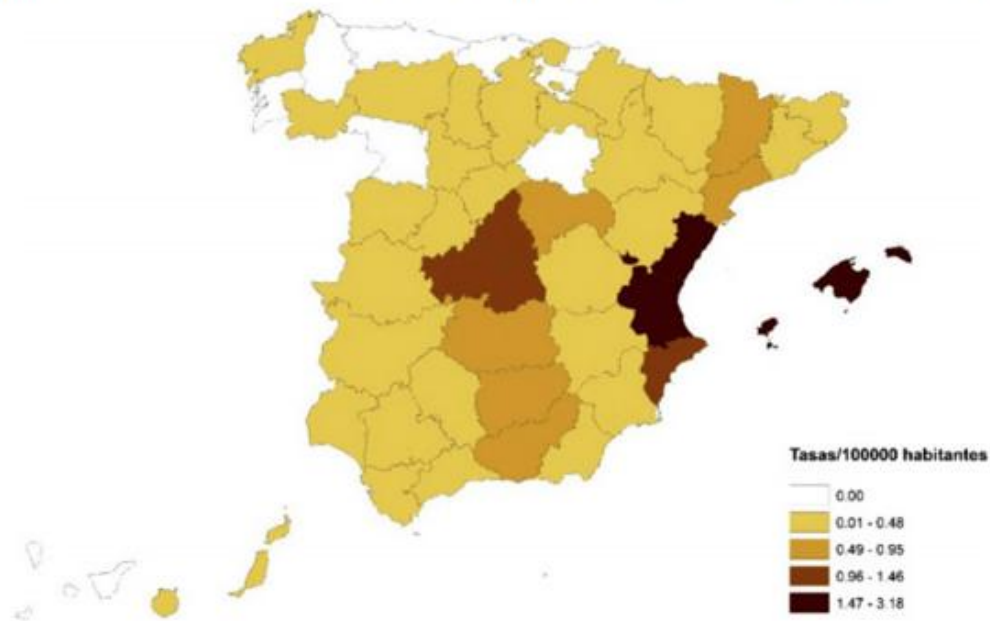 Tasas/100000 habitantes
0.00
0.01 - 0.48
0.49 - 0.95
0.96 - 1.46
1.47 - 3.18